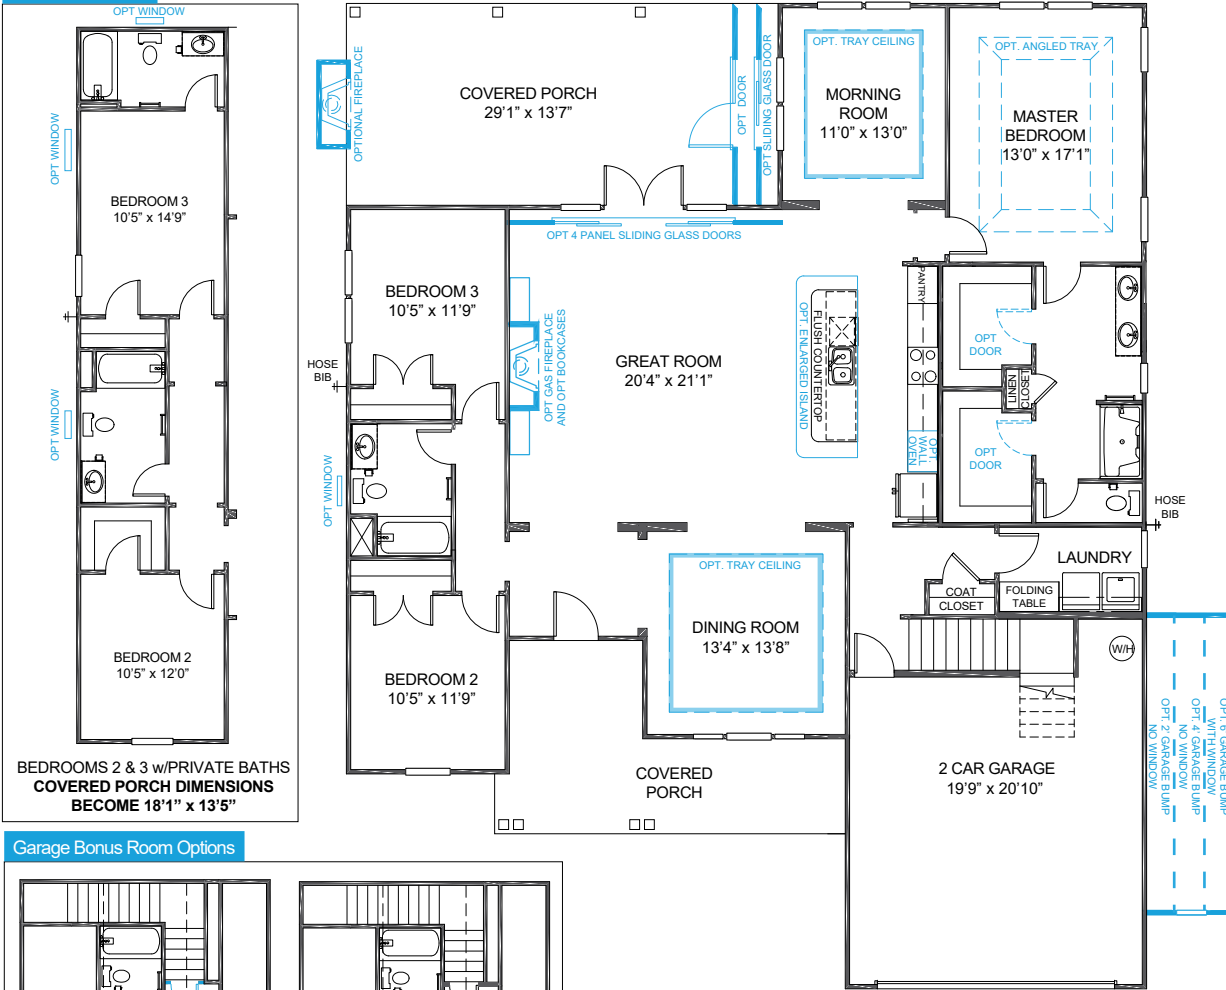 OPT WINDOW
OPT WINDOW
BEDROOM 3
10'5” x 14'9”
OPT WINDOW
BEDROOM 2
10'5” x 12'0”
BEDROOMS 2 & 3 w/PRIVATE BATHS
COVERED PORCH DIMENSIONS
BECOME 18'1” x 13'5”
Garage Bonus Room Options
OPTIONAL FIREPLACE
COVERED PORCH
29'1” x 13'7”
OPT DOOR
OPT SLIDING GLASS DOOR
OPT. TRAY CEILING
MORNING
ROOM
11'0” x 13'0”
OPT. ANGLED TRAY
MASTER
BEDROOM
13'0” x 17'1”
OPT 4 PANEL SLIDING GLASS DOORS
BEDROOM 3
10'5” x 11'9”
HOSE
BIB
OPT GAS FIREPLACE
AND OPT BOOKCASES
GREAT ROOM
20'4” x 21'1”
OPT. ENLARGED ISLAND
FLUSH COUNTERTOP
PANTRY
OPT.
WALL
OVEN
OPT
DOOR
LINEN
CLOSET
OPT
DOOR
OPT WINDOW
HOSE
BIB
LAUNDRY
COAT
CLOSET
FOLDING
TABLE
OPT. TRAY CEILING
DINING ROOM
13'4” x 13'8”
W/H
BEDROOM 2
10'5” x 11'9”
COVERED
PORCH
2 CAR GARAGE
19'9” x 20'10”
OPT. 2' GARAGE BUMP
NO WINDOW
OPT. 4' GARAGE BUMP
NO WINDOW
OPT. 6' GARAGE BUMP
WITH WINDOW